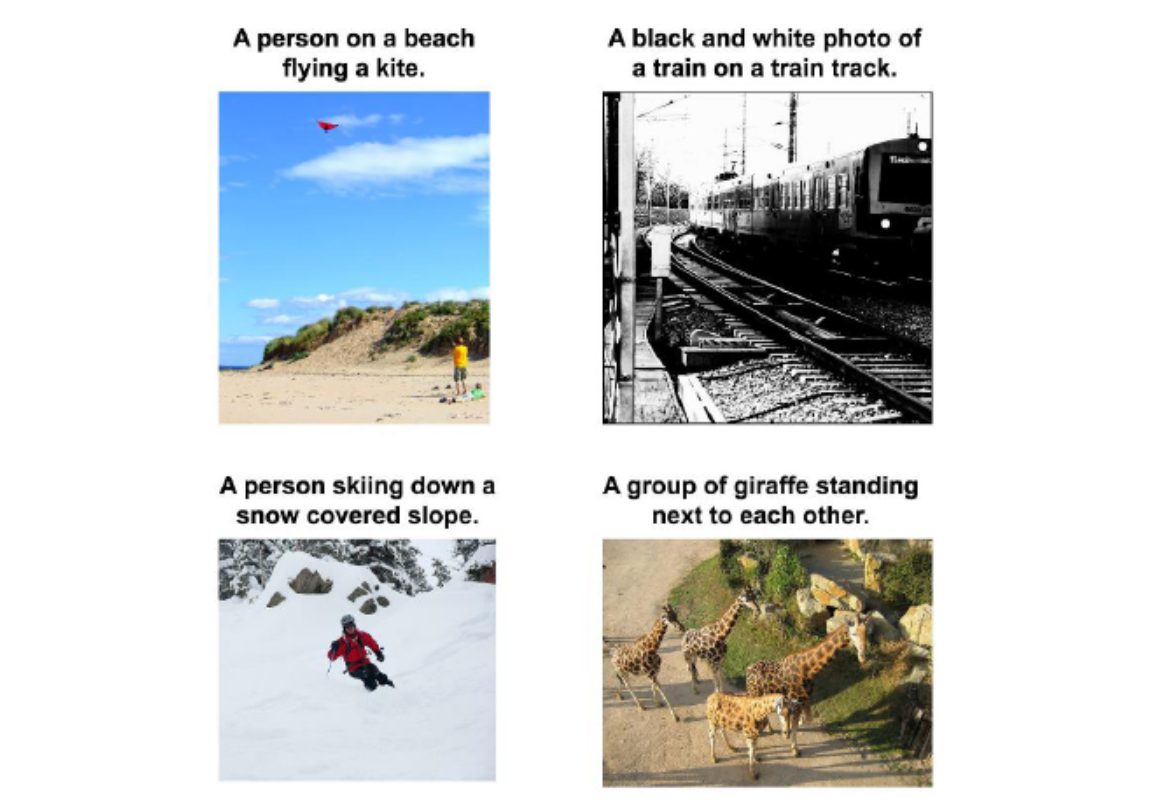 A person on a beach
flying a kite.
A black and white photo of
a train on a train track.
A person skiing down a
snow covered slope.
A group of giraffe standing
next to each other.